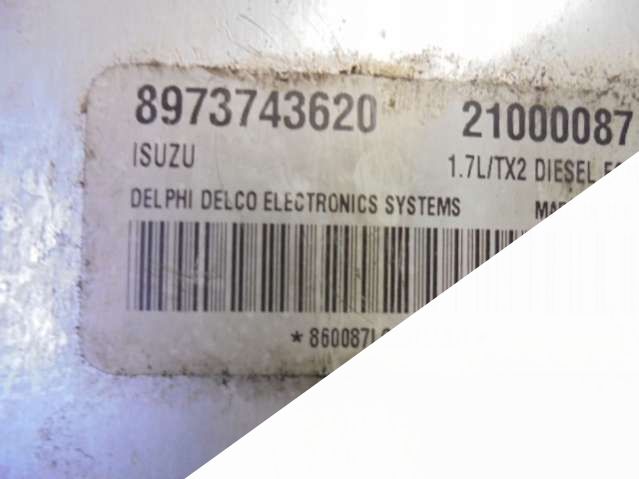 8973743620 21000087
ISUZU 1.7L/TX2 DIESEL
DELPHI DELCO ELECTRONICS SYSTEMS